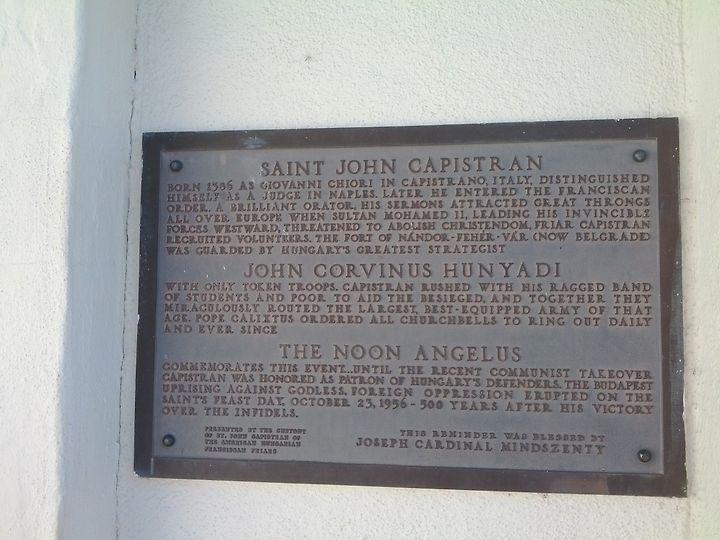 SAINT JOHN CAPISTRAN
BORN 1386 AS GIOVANNI CHIORI IN CAPISTRANO, ITALY, DISTINGUISHED
HIMSELF AS A JUDGE IN NAPLES. LATER HE ENTERED THE FRANCISCAN
ORDER. A BRILLIANT ORATOR, HIS SERMONS ATTRACTED GREAT THRONGS
ALL OVER EUROPE. WHEN SULTAN MOHAMED II, LEADING HIS INVINCIBLE
FORCES WESTWARD, THREATENED TO ABOLISH CHRISTENDOM, FRIAR CAPISTRAN
RECRUITED VOLUNTEERS. THE FORT OF NÁNDOR-FEHÉR-VÁR (NOW BELGRADE)
WAS GUARDED BY HUNGARY'S GREATEST STRATEGIST
JOHN CORVINUS HUNYADI
WITH ONLY TOKEN TROOPS. CAPISTRAN RUSHED WITH HIS RAGGED BAND
OF STUDENTS AND POOR TO AID THE BESIEGED, AND TOGETHER THEY
MIRACULOUSLY ROUTED THE LARGEST, BEST-EQUIPPED ARMY OF THAT
AGE. POPE CALIXTUS ORDERED ALL CHURCHBELLS TO RING OUT DAILY
AND EVER SINCE
THE NOON ANGELUS
COMMEMORATES THIS EVENT...UNTIL THE RECENT COMMUNIST TAKEOVER
CAPISTRAN WAS HONORED AS PATRON OF HUNGARY'S DEFENDERS. THE BUDAPEST
UPRISING AGAINST GODLESS, FOREIGN OPPRESSION ERUPTED ON THE
SAINT'S FEAST DAY, OCTOBER 23, 1956 - 500 YEARS AFTER HIS VICTORY
OVER THE INFIDELS.
PRESENTED BY THE CUSTODY
OF ST. JOHN CAPISTRAN OF
THE AMERICAN HUNGARIAN
FRANCISCAN FRIARS
THIS REMINDER WAS BLESSED BY
JOSEPH CARDINAL MINDSZENTY